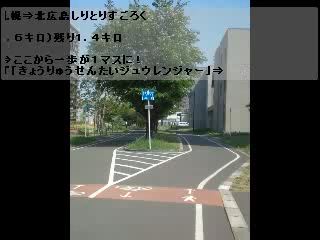 札幌⇒北広島しりとりすごろく
．６キロ）残り１．４キロ
⇒ここから一歩が１マスに！
「『きょうりゅうせんたいジュウレンジャー』⇒